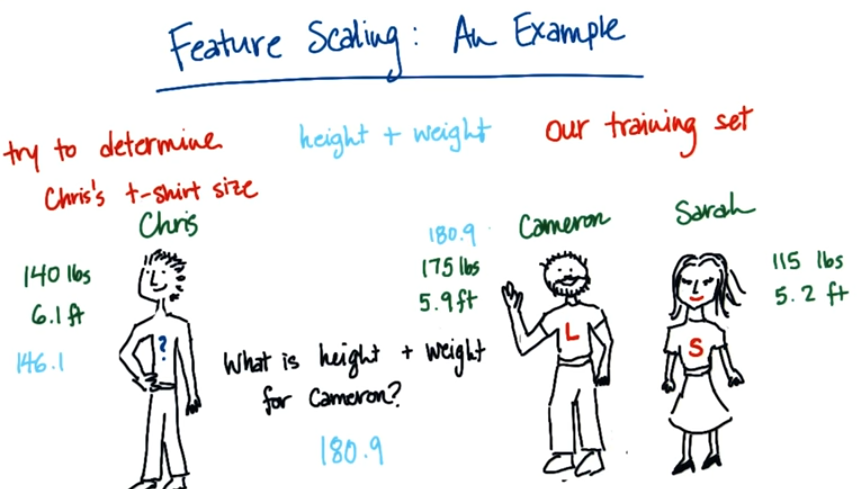 Feature Scaling: An Example
try to determine
Chris's t-shirt size
height + weight
our training set
Chris
140 lbs
6.1 ft
146.1
?
What is height + weight
for Cameron?
180.9
180.9
175 lbs
5.9 ft
Cameron
L
Sarah
S
115 lbs
5.2 ft